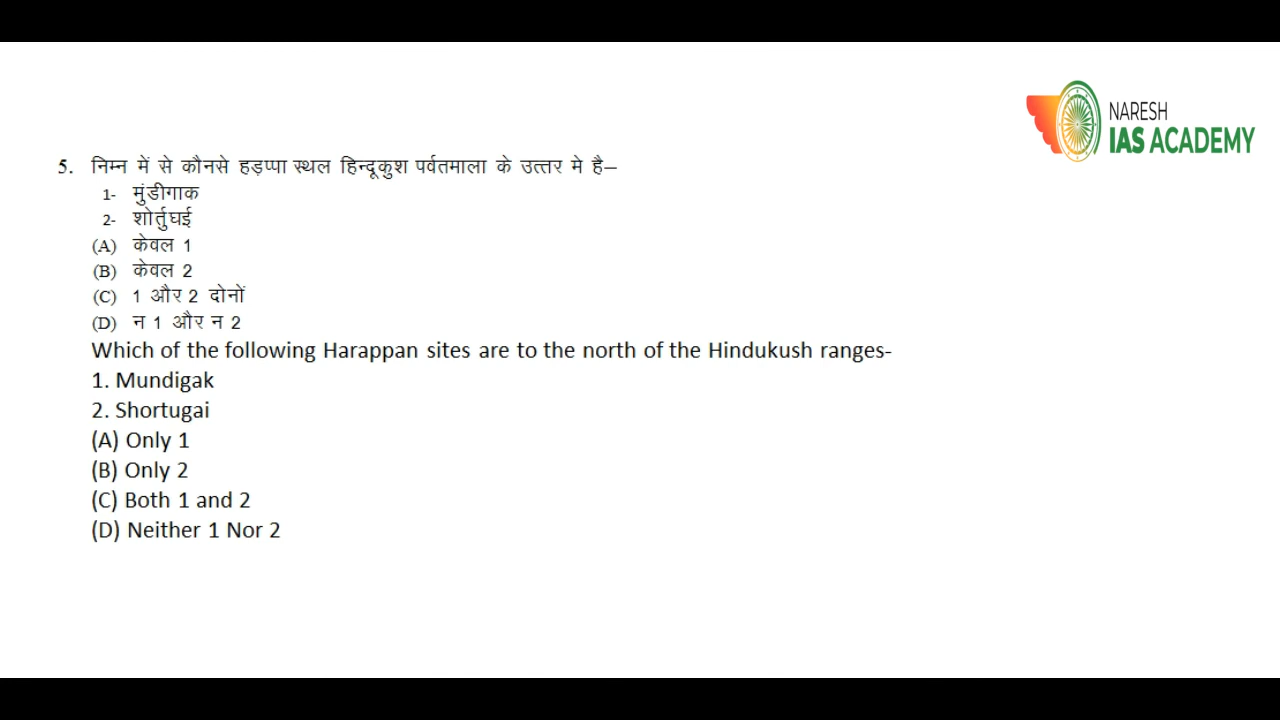 NARESH
IAS ACADEMY
5. निम्न में से कौनसे हड़प्पा स्थल हिन्दूकुश पर्वतमाला के उत्तर मे है–
1- मुंडीगाक
2- शोर्तुघई
(A) केवल 1
(B) केवल 2
(C) 1 और 2 दोनों
(D) न 1 और न 2
Which of the following Harappan sites are to the north of the Hindukush ranges-
1. Mundigak
2. Shortugai
(A) Only 1
(B) Only 2
(C) Both 1 and 2
(D) Neither 1 Nor 2